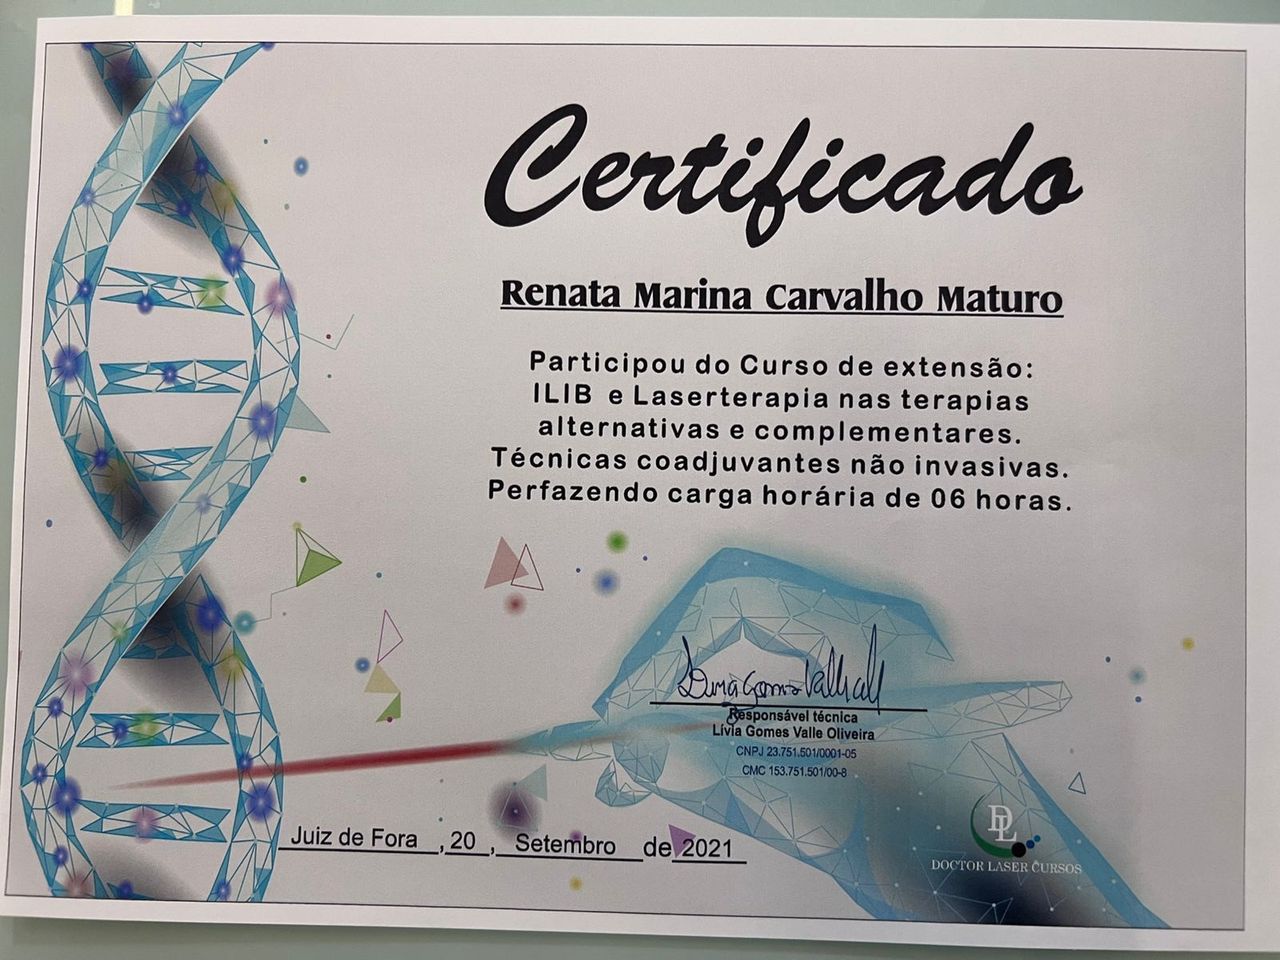 Certificado
Renata Marina Carvalho Maturo
Participou do Curso de extensão:
ILIB e Laserterapia nas terapias
alternativas e complementares.
Técnicas coadjuvantes não invasivas.
Perfazendo carga horária de 06 horas.
Responsável técnica
Lívia Gomes Valle Oliveira
CNPJ 23.751.501/0001-05
CMC 153.751.501/00-8
Juiz de Fora , 20 , Setembro de 2021
DL
DOCTOR LASER CURSOS